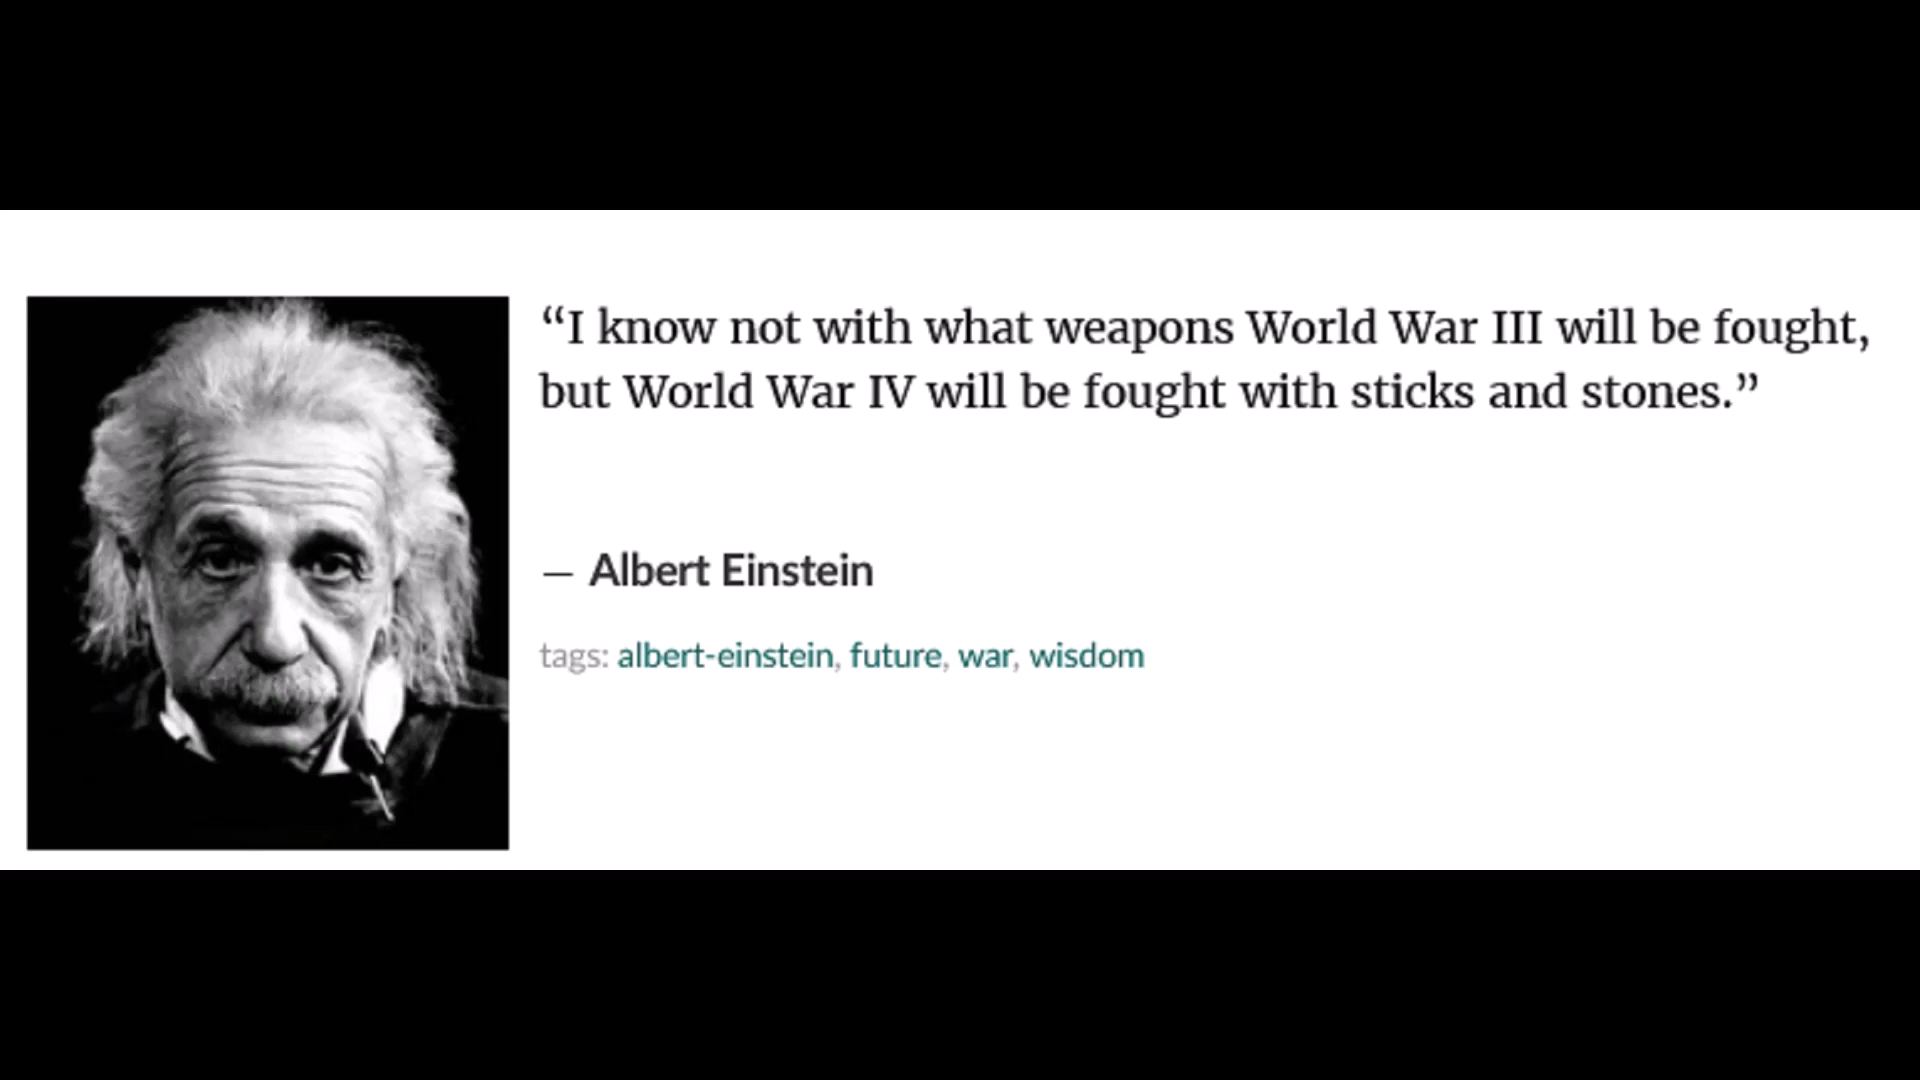 “I know not with what weapons World War III will be fought,
but World War IV will be fought with sticks and stones.”
— Albert Einstein
tags: albert-einstein, future, war, wisdom